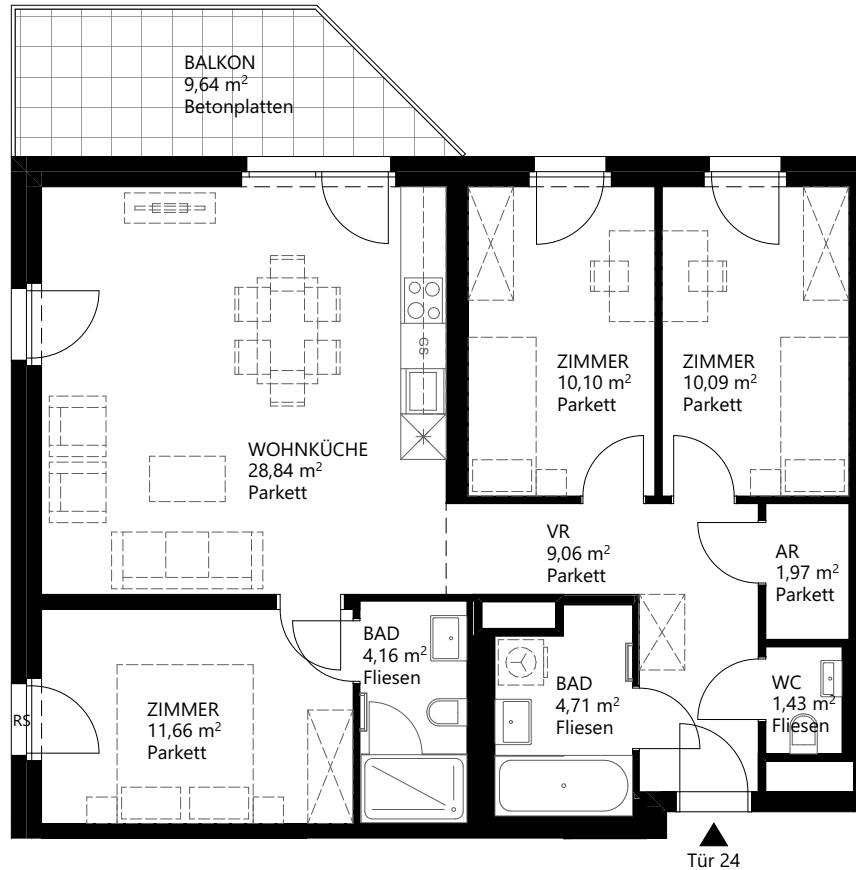 BALKON
9,64 m²
Betonplatten
GS
ZIMMER
10,10 m²
Parkett
ZIMMER
10,09 m²
Parkett
WOHNKÜCHE
28,84 m²
Parkett
VR
9,06 m²
Parkett
AR
1,97 m²
Parkett
BAD
4,16 m²
Fliesen
ZIMMER
11,66 m²
Parkett
RS
BAD
4,71 m²
Fliesen
WC
1,43 m²
Fliesen
Tür 24